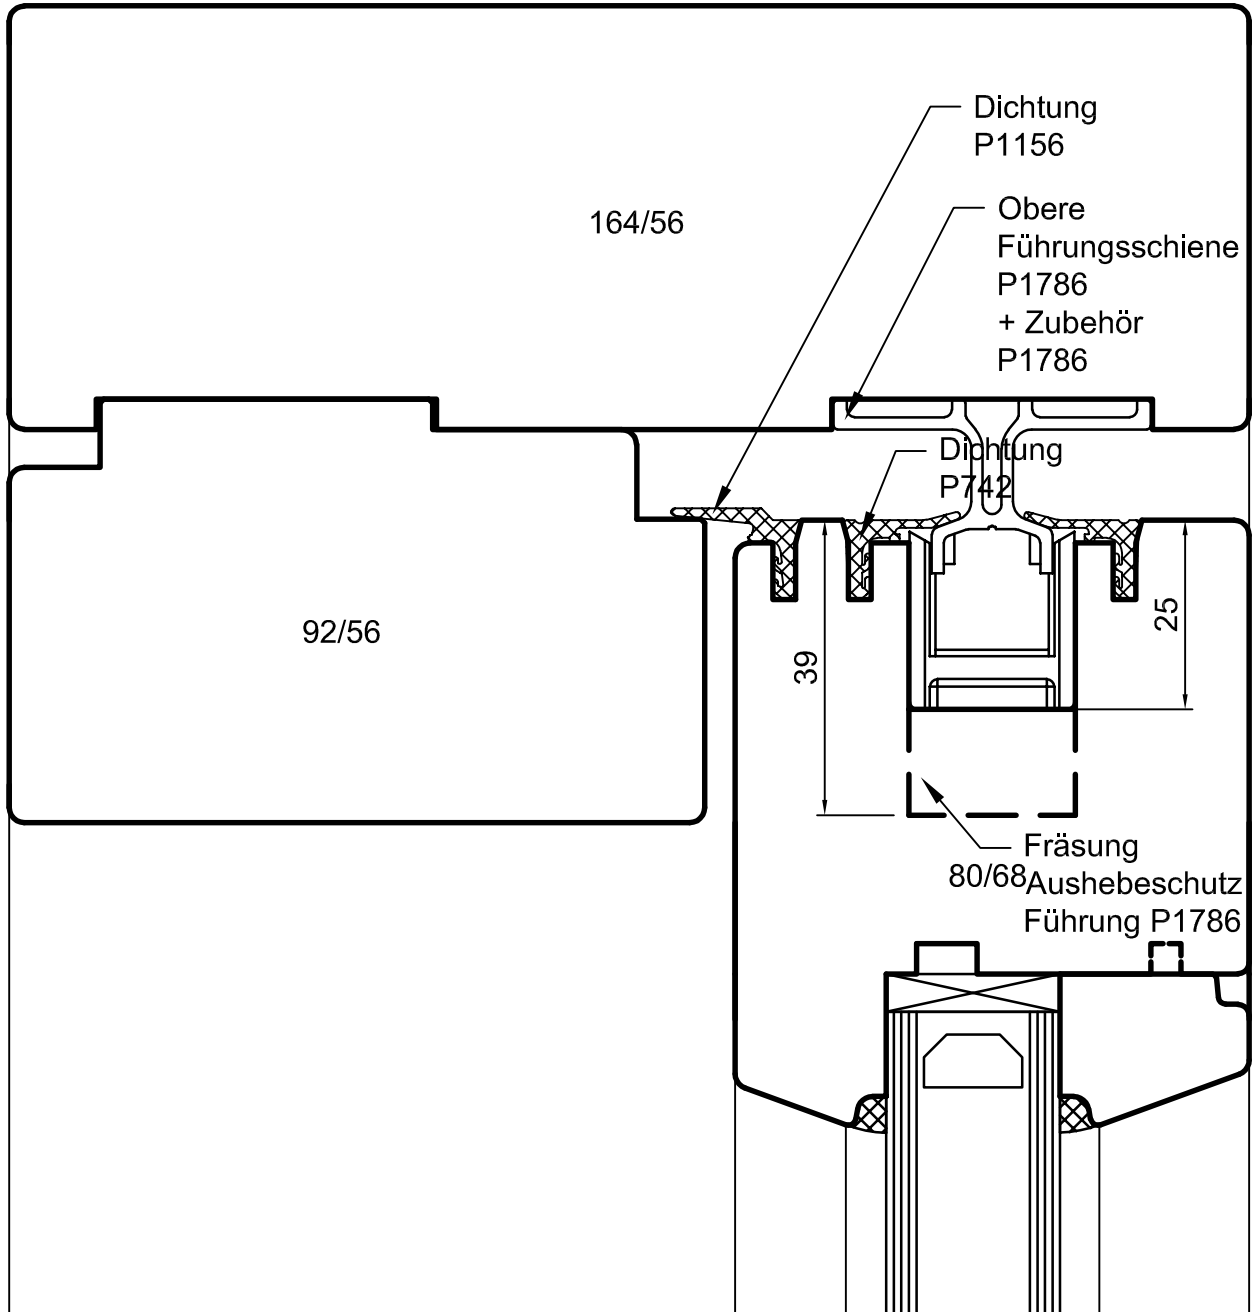 Dichtung
P1156
164/56
Obere
Führungsschiene
P1786
+ Zubehör
P1786
Dichtung
P742
92/56
39
25
Fräsung
80/68
Aushebeschutz
Führung P1786